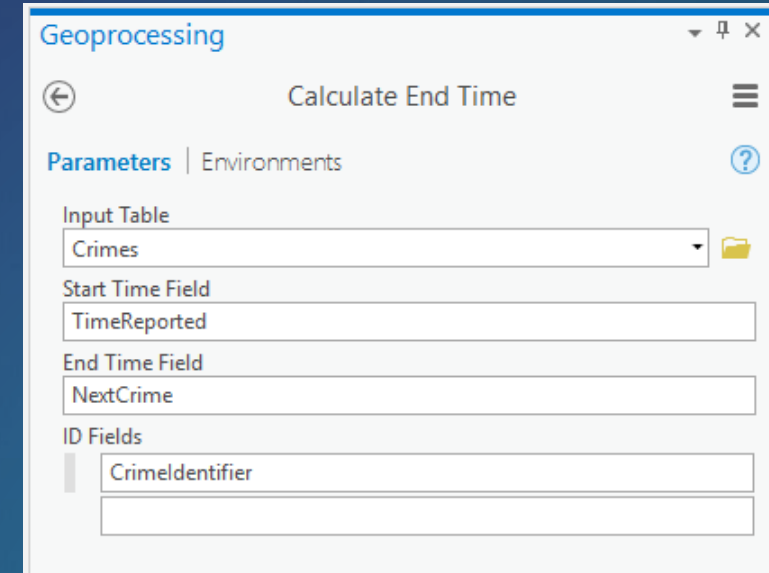 Geoprocessing
Calculate End Time
Parameters | Environments
?
Input Table
Crimes
Start Time Field
TimeReported
End Time Field
NextCrime
ID Fields
CrimeIdentifier